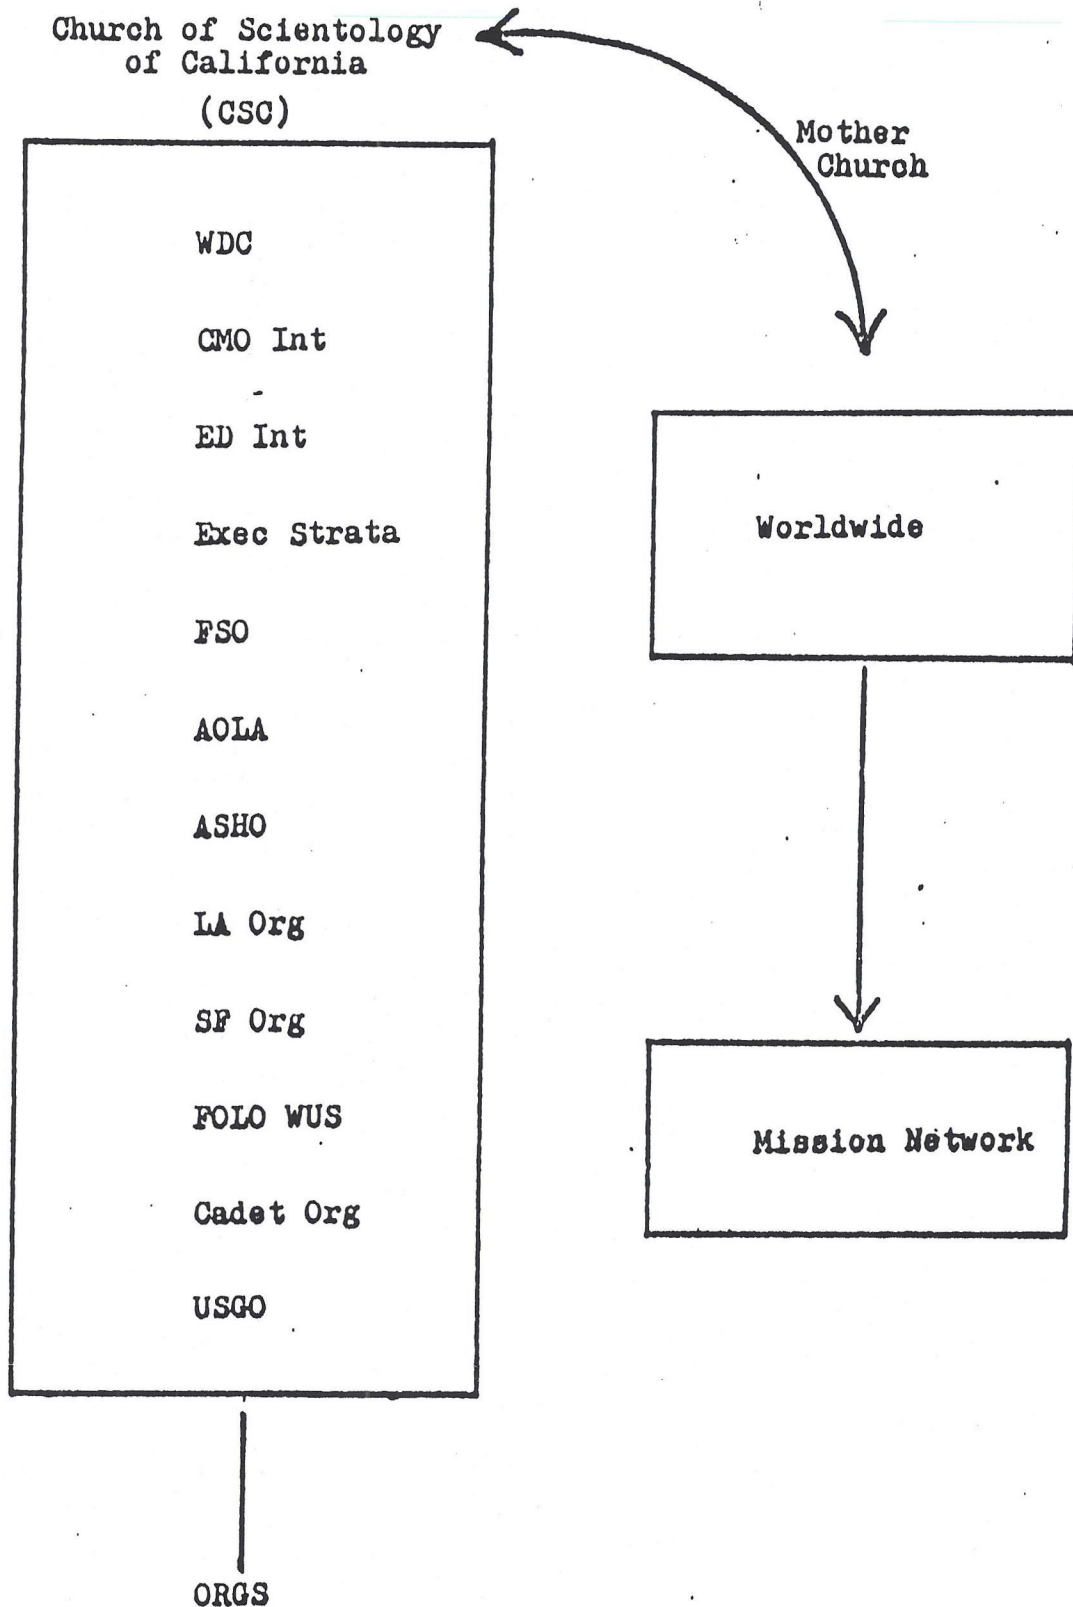 Church of Scientology
of California
(CSC)
Mother
Church
WDC
CMO Int
ED Int
Exec Strata
FSO
AOLA
ASHO
LA Org
SF Org
FOLO WUS
Cadet Org
USGO
ORGS
Worldwide
Mission Network